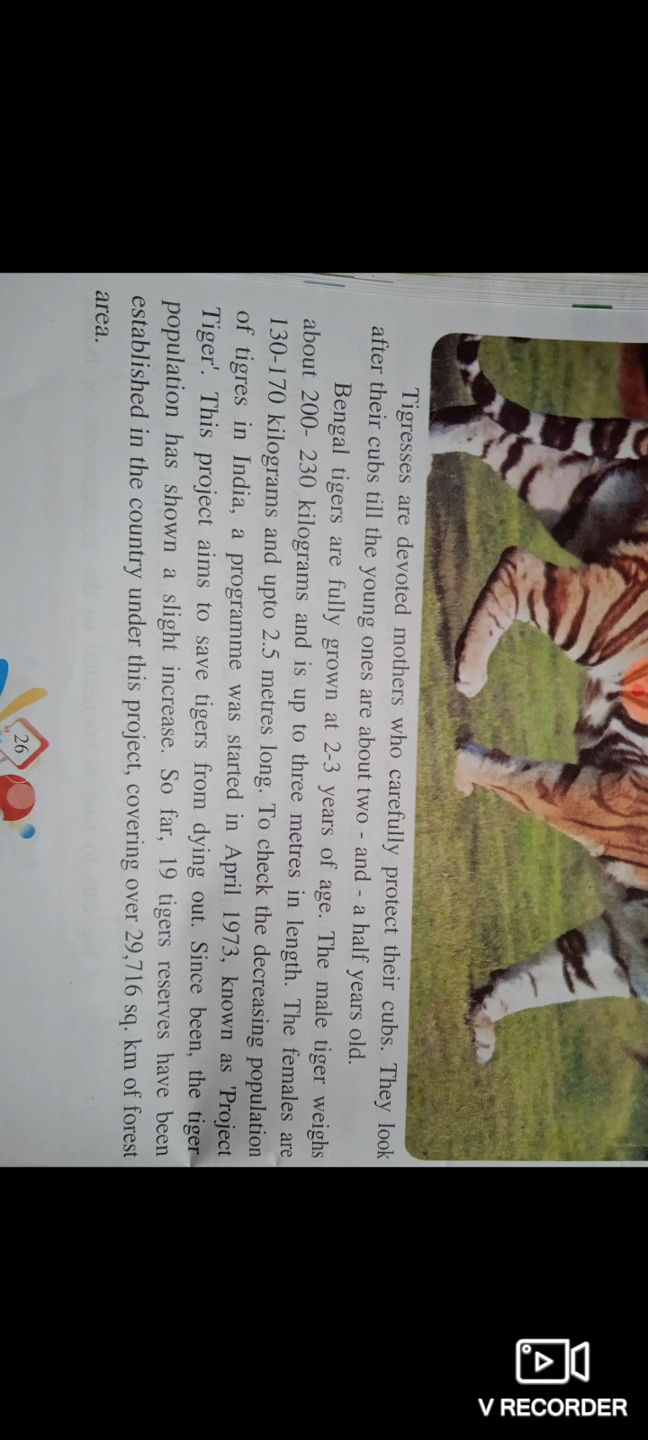 Tigresses are devoted mothers who carefully protect their cubs. They look
after their cubs till the young ones are about two - and - a half years old.
Bengal tigers are fully grown at 2-3 years of age. The male tiger weighs
about 200- 230 kilograms and is up to three metres in length. The females are
130-170 kilograms and upto 2.5 metres long. To check the decreasing population
of tigres in India, a programme was started in April 1973, known as 'Project
Tiger'. This project aims to save tigers from dying out. Since been, the tiger
population has shown a slight increase. So far, 19 tigers reserves have been
established in the country under this project, covering over 29,716 sq. km of forest
area.
26
V RECORDER